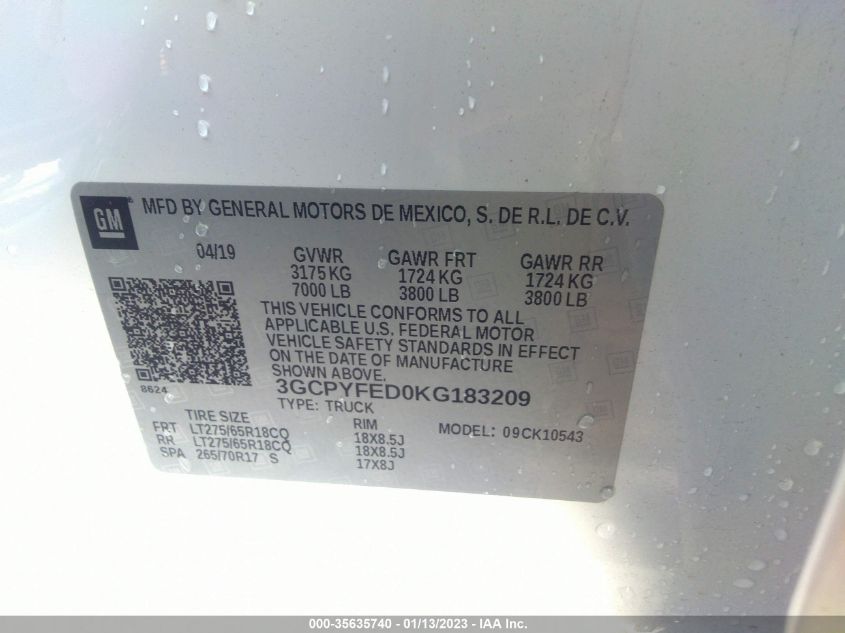 GM MFD BY GENERAL MOTORS DE MEXICO, S. DE R.L. DE C.V.
04/19 GVWR GAWR FRT GAWR RR
3175 KG 1724 KG 1724 KG
7000 LB 3800 LB 3800 LB
THIS VEHICLE CONFORMS TO ALL
APPLICABLE U.S. FEDERAL MOTOR
VEHICLE SAFETY STANDARDS IN EFFECT
ON THE DATE OF MANUFACTURE
SHOWN ABOVE.
8624 3GCPYFED0KG183209
TYPE: TRUCK
TIRE SIZE RIM MODEL: 09CK10543
FRT LT275/65R18CQ 18X8.5J
RR LT275/65R18CQ 18X8.5J
SPA 265/70R17 S 17X8J
000-35635740 - 01/13/2023 - IAA Inc.